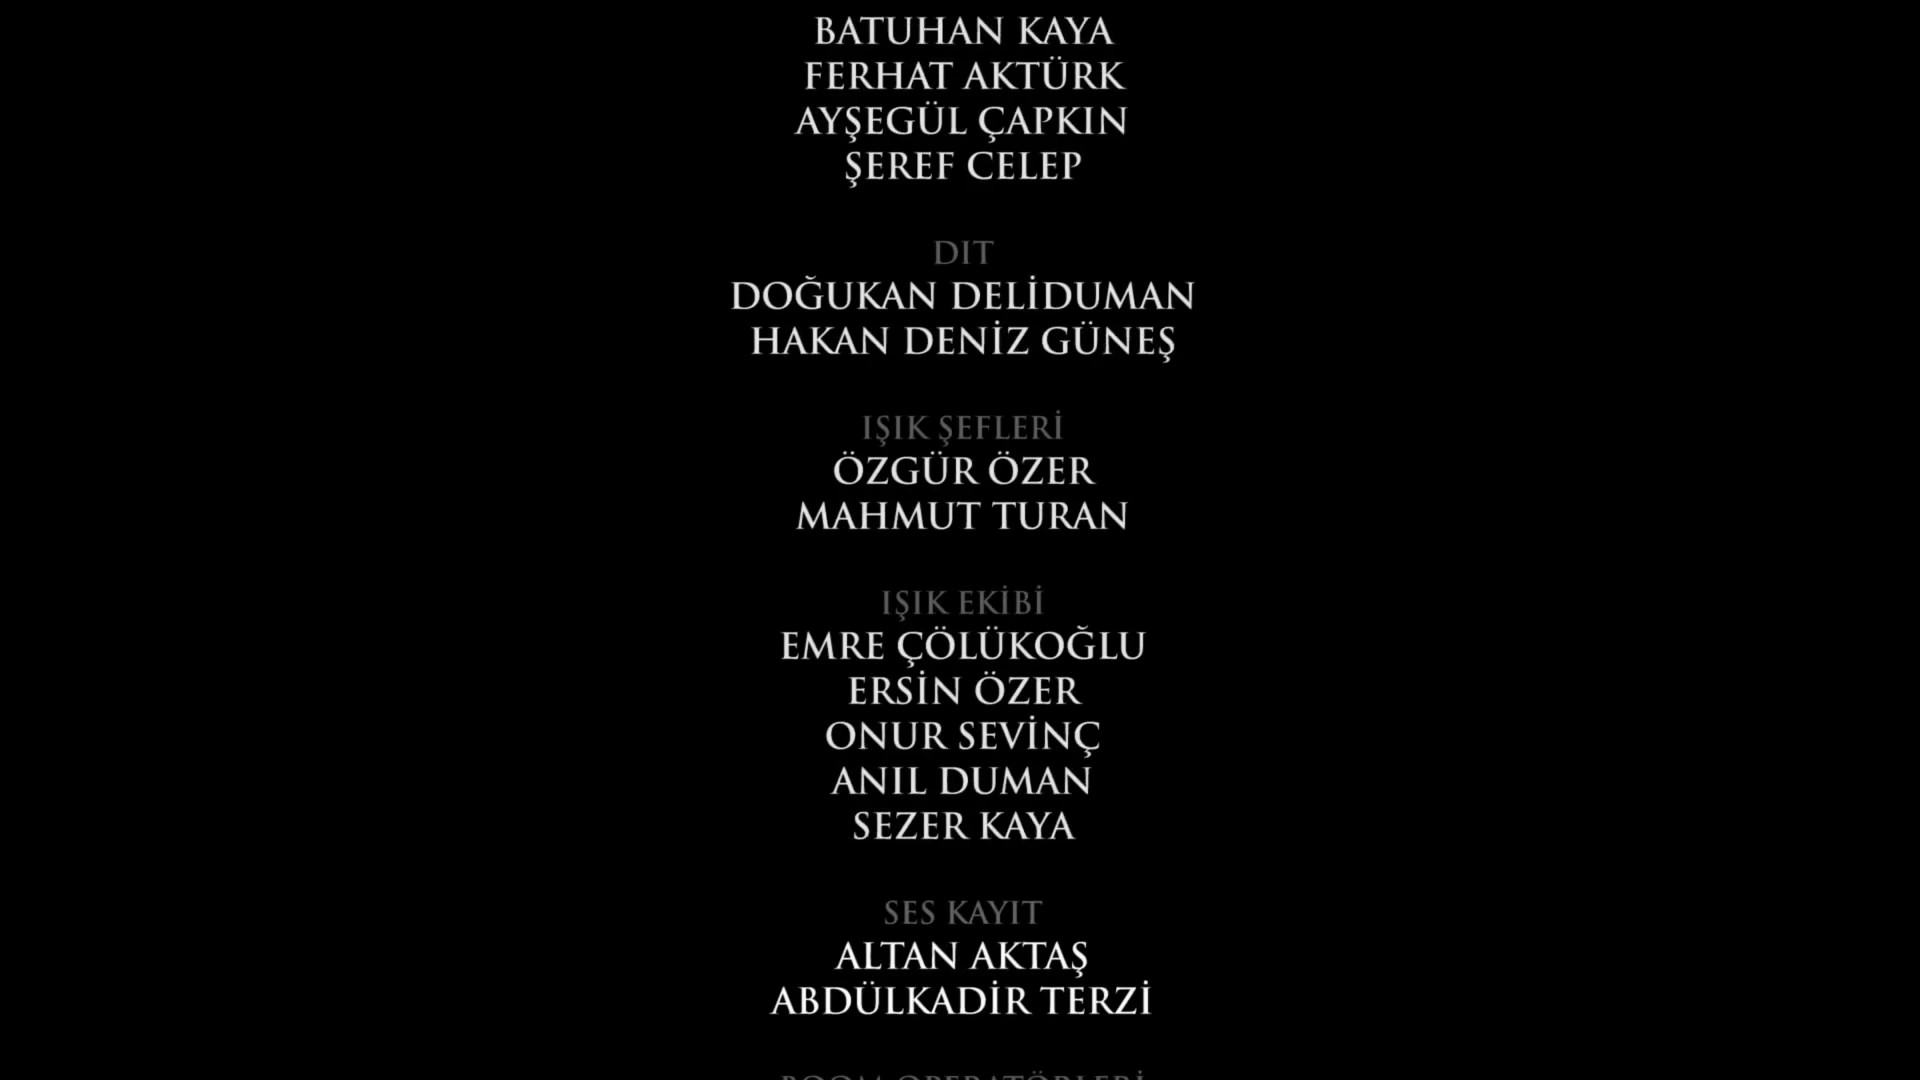 BATUHAN KAYA
FERHAT AKTÜRK
AYŞEGÜL ÇAPKIN
ŞEREF CELEP
DIT
DOĞUKAN DELİDUMAN
HAKAN DENİZ GÜNEŞ
IŞIK ŞEFLERİ
ÖZGÜR ÖZER
MAHMUT TURAN
IŞIK EKİBİ
EMRE ÇÖLÜKOĞLU
ERSİN ÖZER
ONUR SEVİNÇ
ANIL DUMAN
SEZER KAYA
SES KAYIT
ALTAN AKTAŞ
ABDÜLKADİR TERZİ
BOOM OPERATÖRLERİ